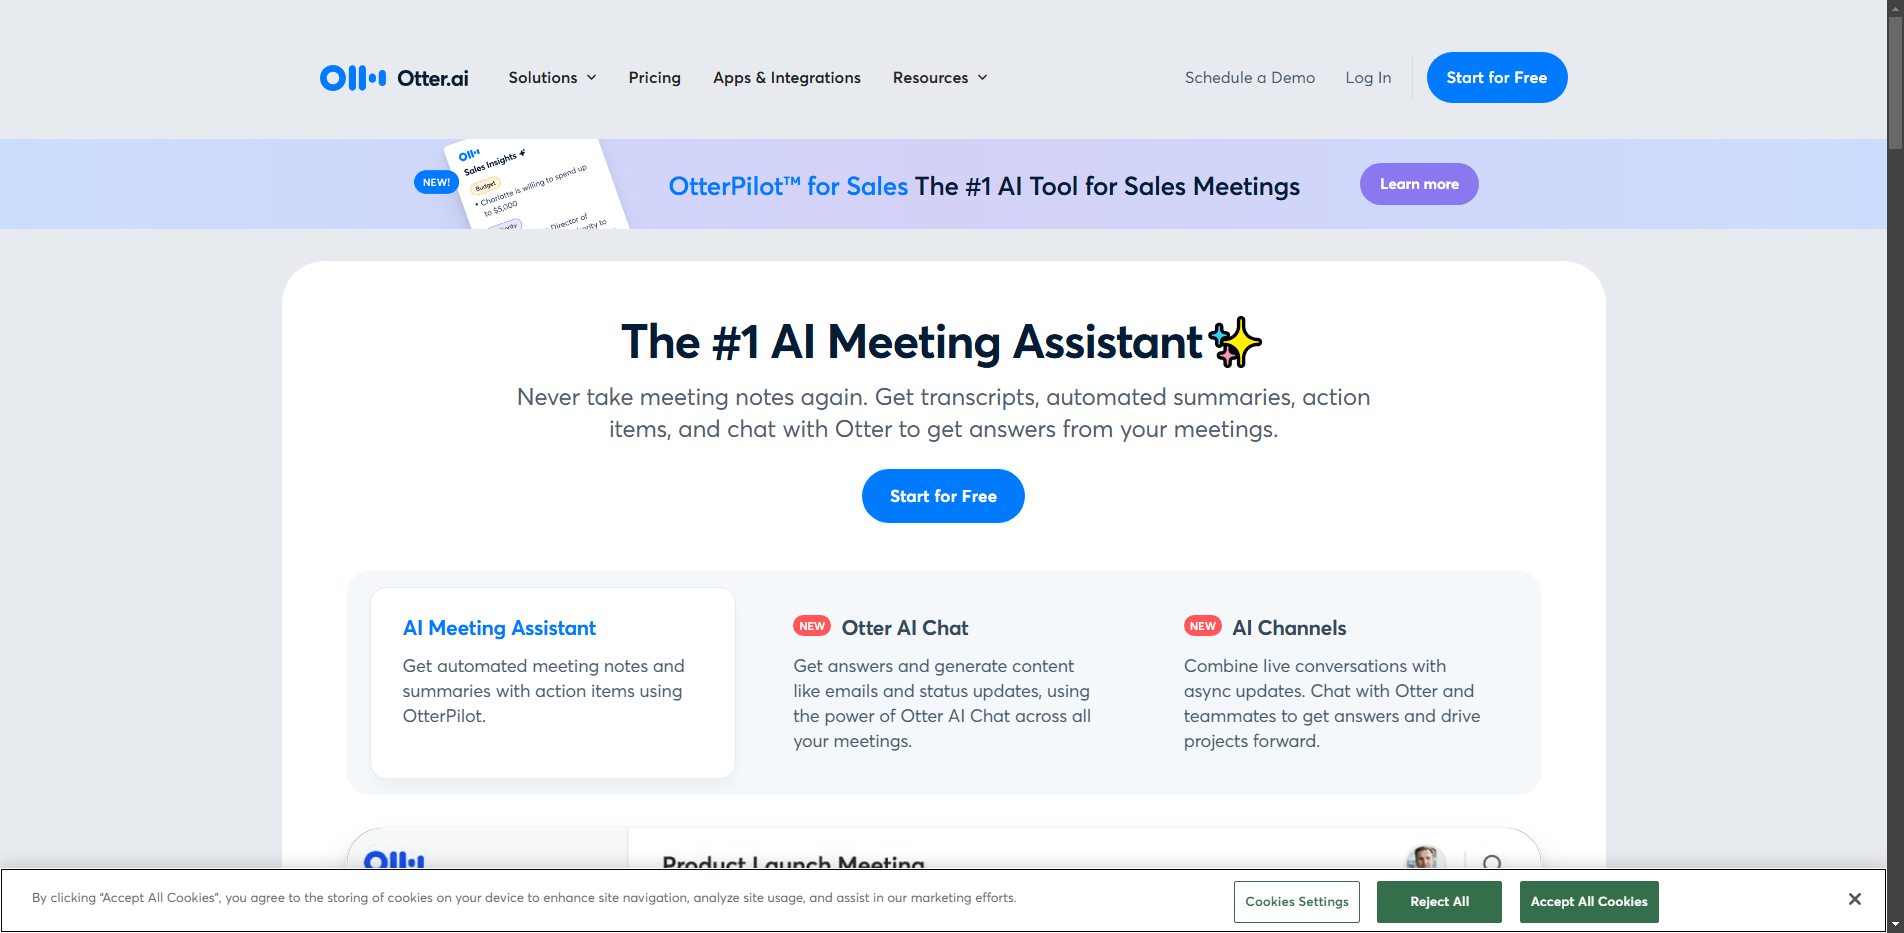 Otter.ai
Solutions
Pricing
Apps & Integrations
Resources
Schedule a Demo
Log In
Start for Free
NEW!
Sales Insights
Budget
• Charlotte is willing to spend up
to $5,000
Director of
OtterPilot™ for Sales The #1 AI Tool for Sales Meetings
Learn more
The #1 AI Meeting Assistant
Never take meeting notes again. Get transcripts, automated summaries, action
items, and chat with Otter to get answers from your meetings.
Start for Free
AI Meeting Assistant
Get automated meeting notes and
summaries with action items using
OtterPilot.
NEW Otter AI Chat
Get answers and generate content
like emails and status updates, using
the power of Otter AI Chat across all
your meetings.
NEW AI Channels
Combine live conversations with
async updates. Chat with Otter and
teammates to get answers and drive
projects forward.
Product Launch Meeting
By clicking "Accept All Cookies", you agree to the storing of cookies on your device to enhance site navigation, analyze site usage, and assist in our marketing efforts.
Cookies Settings
Reject All
Accept All Cookies